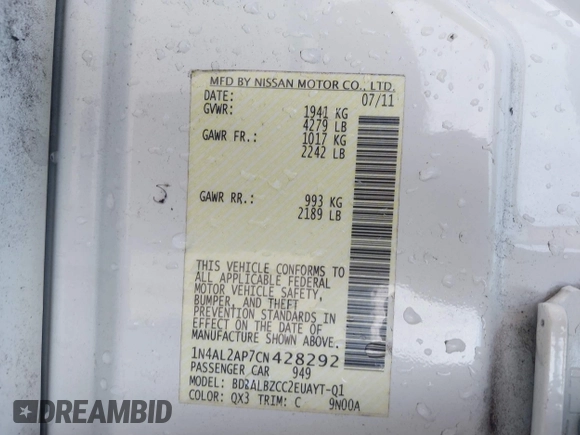 MFD BY NISSAN MOTOR CO., LTD.
DATE: 07/11
GVWR: 1941 KG
4279 LB
GAWR FR.: 1017 KG
2242 LB
GAWR RR.: 993 KG
2189 LB
THIS VEHICLE CONFORMS TO
ALL APPLICABLE FEDERAL
MOTOR VEHICLE SAFETY,
BUMPER, AND THEFT
PREVENTION STANDARDS IN
EFFECT ON THE DATE OF
MANUFACTURE SHOWN ABOVE.
1N4AL2AP7CN428292
PASSENGER CAR 949
MODEL: BDRALBZCC2EUAYT-Q1
COLOR: QX3 TRIM: C 9N00A
AUTOBIDMASTER